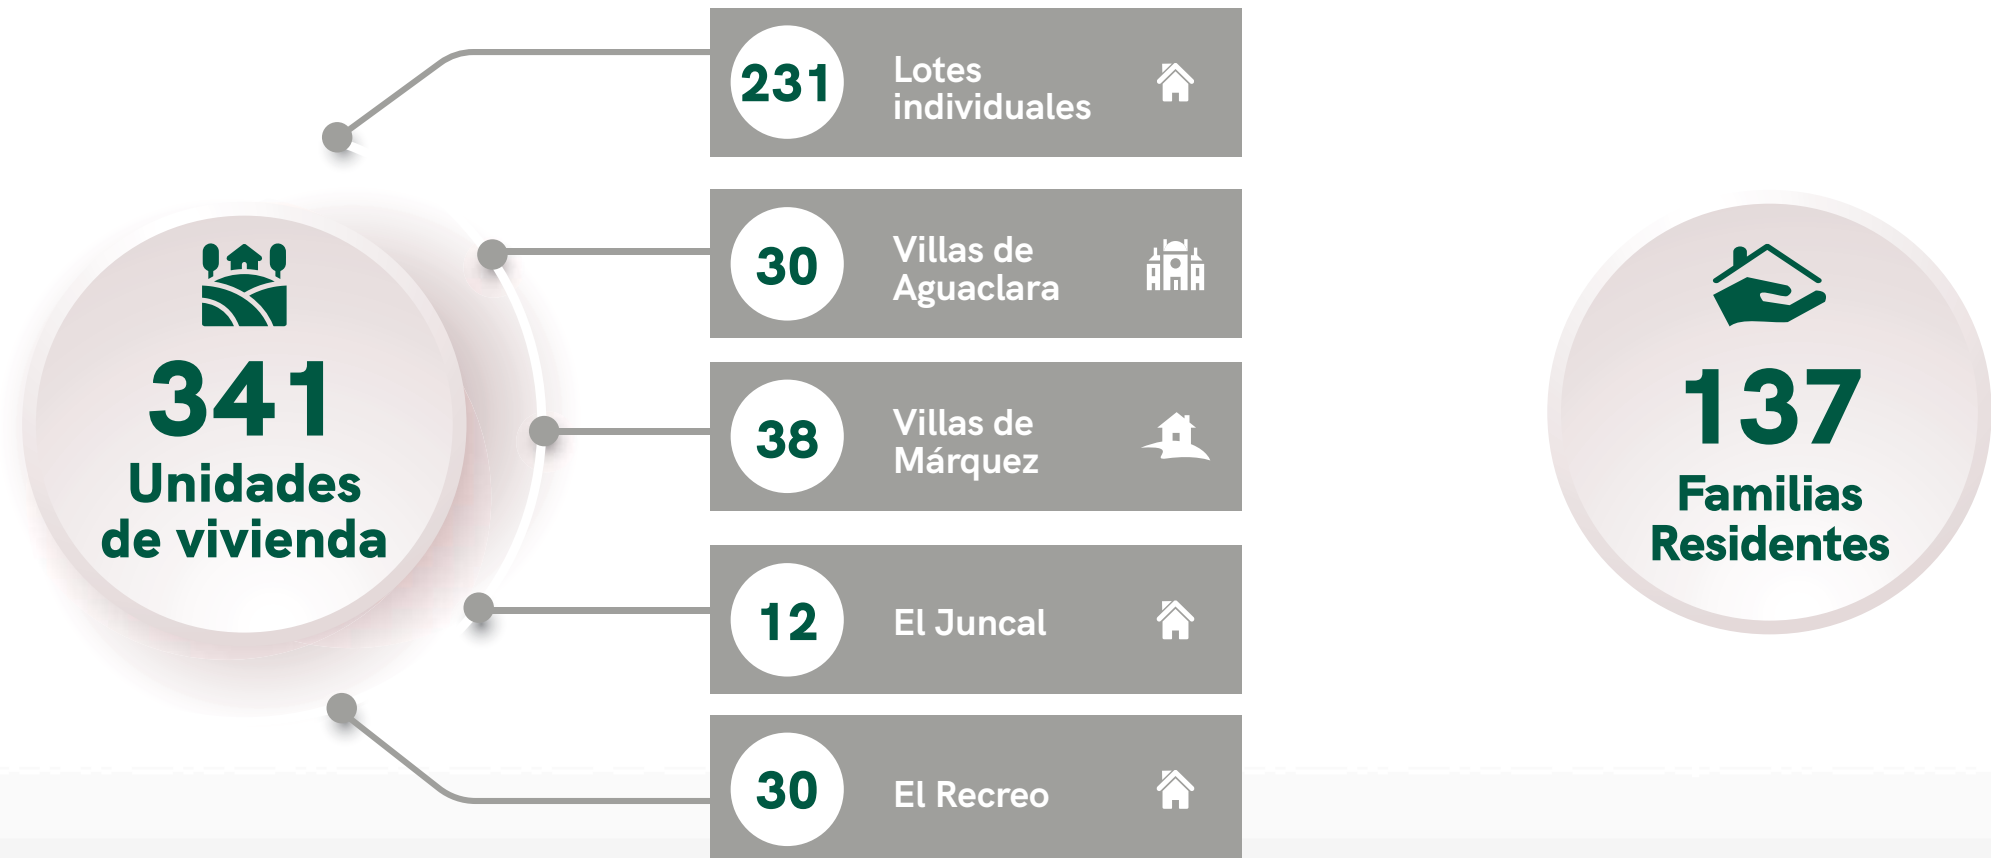 341
Unidades
de vivienda
231
Lotes
individuales
30
Villas de
Aguaclara
38
Villas de
Márquez
12
El Juncal
30
El Recreo
137
Familias
Residentes